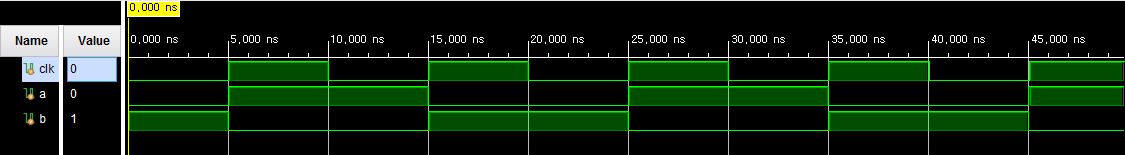 0,000 ns
Name Value
0,000 ns 5,000 ns 10,000 ns 15,000 ns 20,000 ns 25,000 ns 30,000 ns 35,000 ns 40,000 ns 45,000 ns
clk 0
a 0
b 1